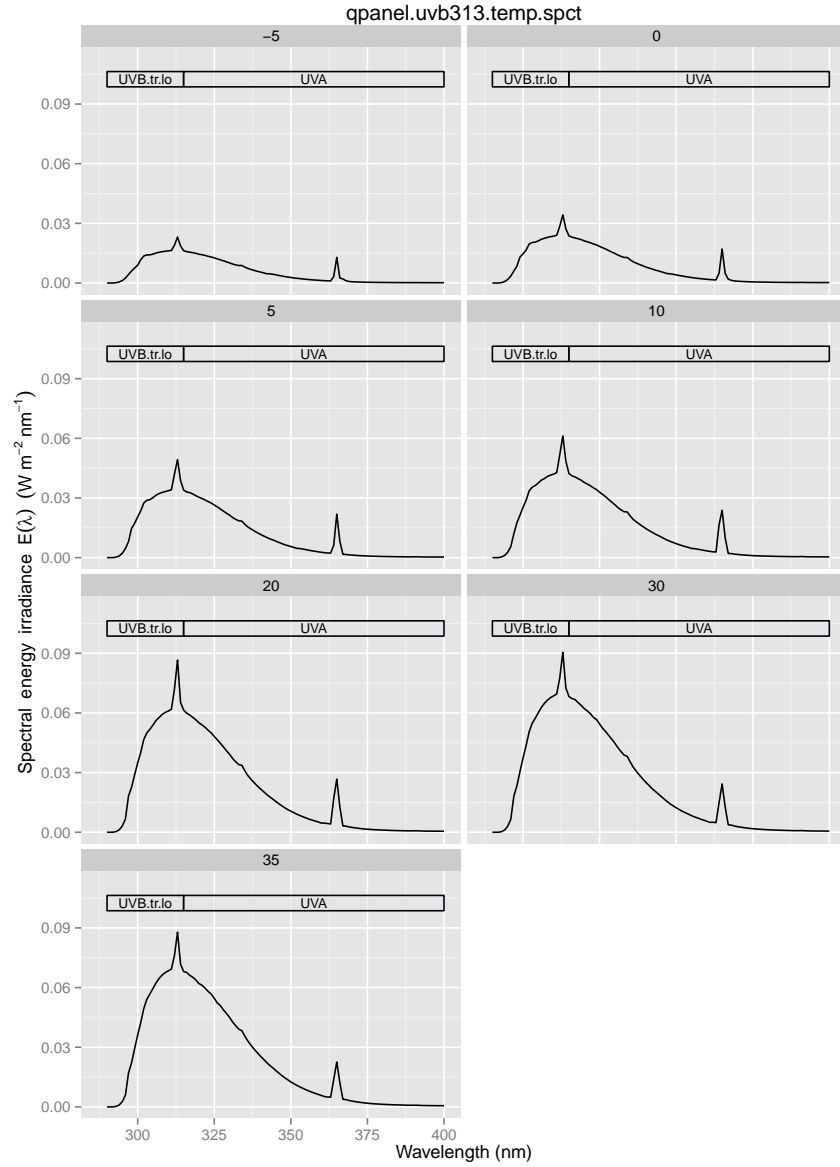 qpanel.uvb313.temp.spct
−5
0
UVB.tr.lo UVA
UVB.tr.lo UVA
0.09
0.06
0.03
0.00
5
10
UVB.tr.lo UVA
UVB.tr.lo UVA
0.09
0.06
0.03
0.00
20
30
UVB.tr.lo UVA
UVB.tr.lo UVA
0.09
0.06
0.03
0.00
35
UVB.tr.lo UVA
0.09
0.06
0.03
0.00
300 325 350 375 400
Wavelength (nm)
Spectral energy irradiance E(λ) (W m⁻² nm⁻¹)